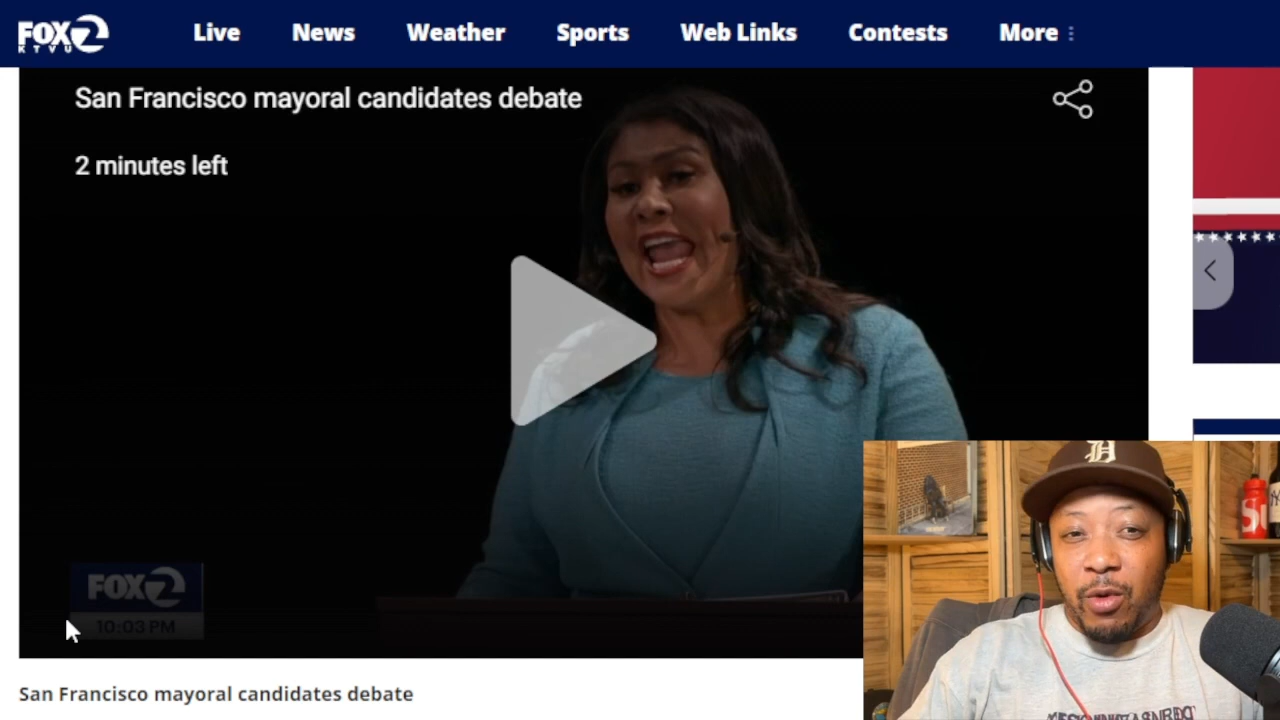 FOX 2
KTVU
Live
News
Weather
Sports
Web Links
Contests
More
San Francisco mayoral candidates debate
2 minutes left
FOX 2
10:03 PM
San Francisco mayoral candidates debate
D